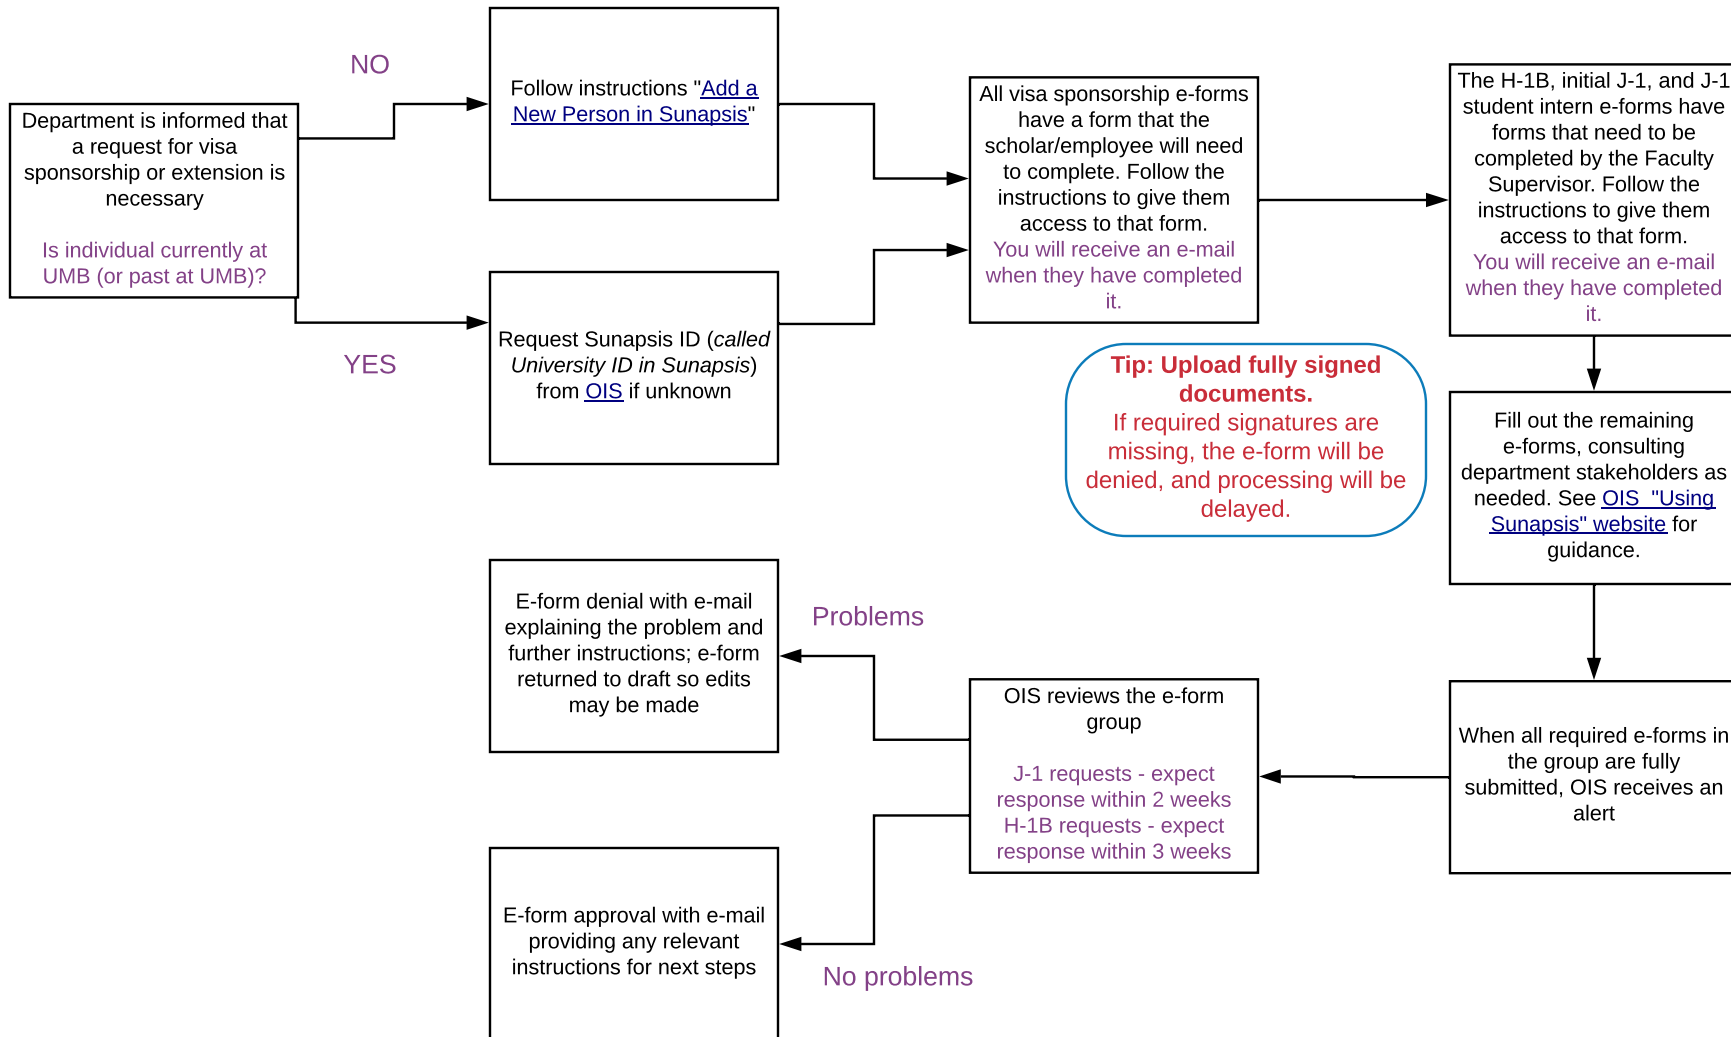 NO
Follow instructions "Add a
New Person in Sunapsis"
Department is informed that
a request for visa
sponsorship or extension is
necessary
Is individual currently at
UMB (or past at UMB)?
YES
Request Sunapsis ID (called
University ID in Sunapsis)
from OIS if unknown
All visa sponsorship e-forms
have a form that the
scholar/employee will need
to complete. Follow the
instructions to give them
access to that form.
You will receive an e-mail
when they have completed
it.
The H-1B, initial J-1, and J-1
student intern e-forms have
forms that need to be
completed by the Faculty
Supervisor. Follow the
instructions to give them
access to that form.
You will receive an e-mail
when they have completed
it.
Tip: Upload fully signed
documents.
If required signatures are
missing, the e-form will be
denied, and processing will be
delayed.
Fill out the remaining
e-forms, consulting
department stakeholders as
needed. See OIS  "Using
Sunapsis" website for
guidance.
When all required e-forms in
the group are fully
submitted, OIS receives an
alert
OIS reviews the e-form
group
J-1 requests - expect
response within 2 weeks
H-1B requests - expect
response within 3 weeks
Problems
E-form denial with e-mail
explaining the problem and
further instructions; e-form
returned to draft so edits
may be made
No problems
E-form approval with e-mail
providing any relevant
instructions for next steps